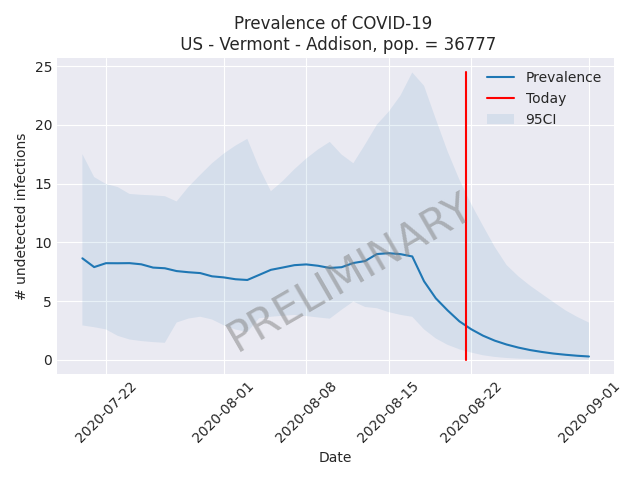 Prevalence of COVID-19
US - Vermont - Addison, pop. = 36777
25
20
15
10
5
0
# undetected infections
Prevalence
Today
95CI
PRELIMINARY
2020-07-22
2020-08-01
2020-08-08
2020-08-15
2020-08-22
2020-09-01
Date